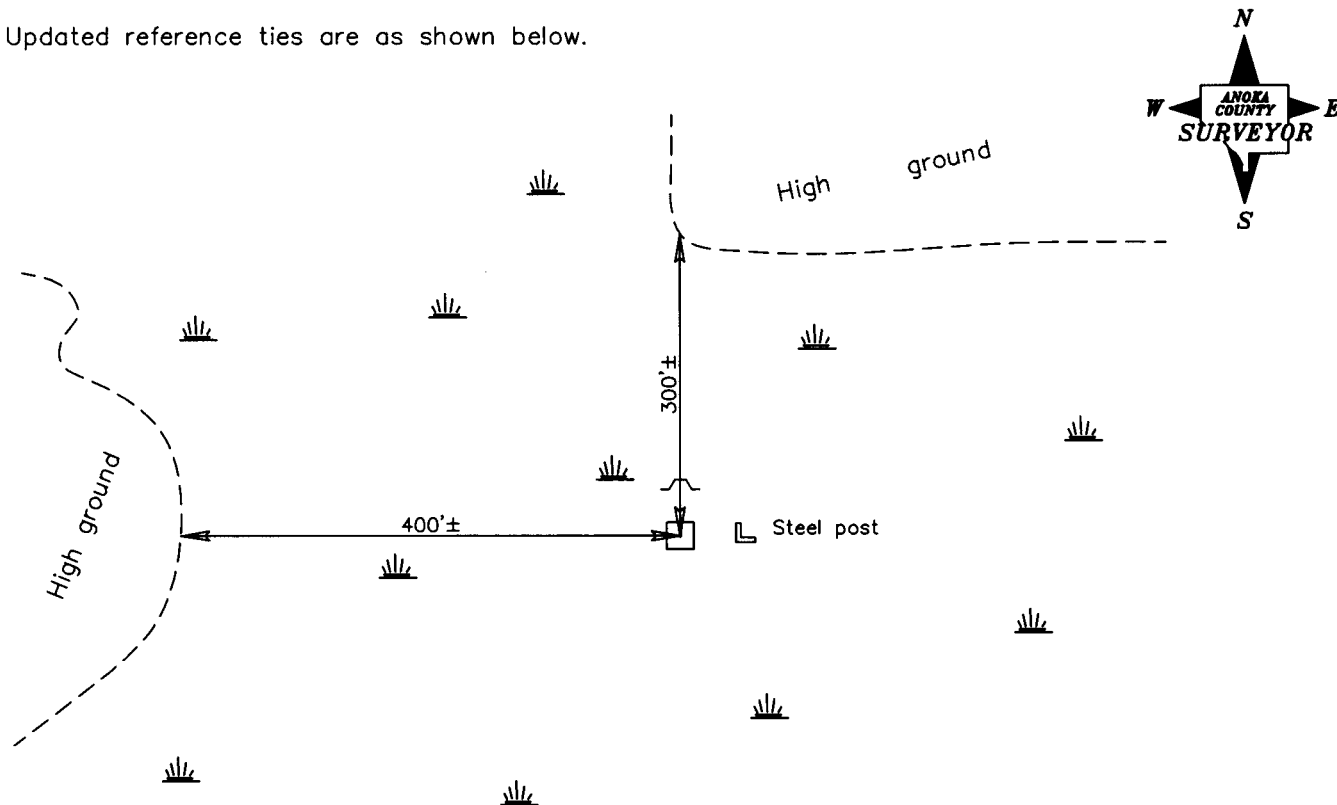 Updated reference ties are as shown below.
N
W
ANOKA
COUNTY
SURVEYOR
E
S
High ground
300'±
High ground
400'±
Steel post